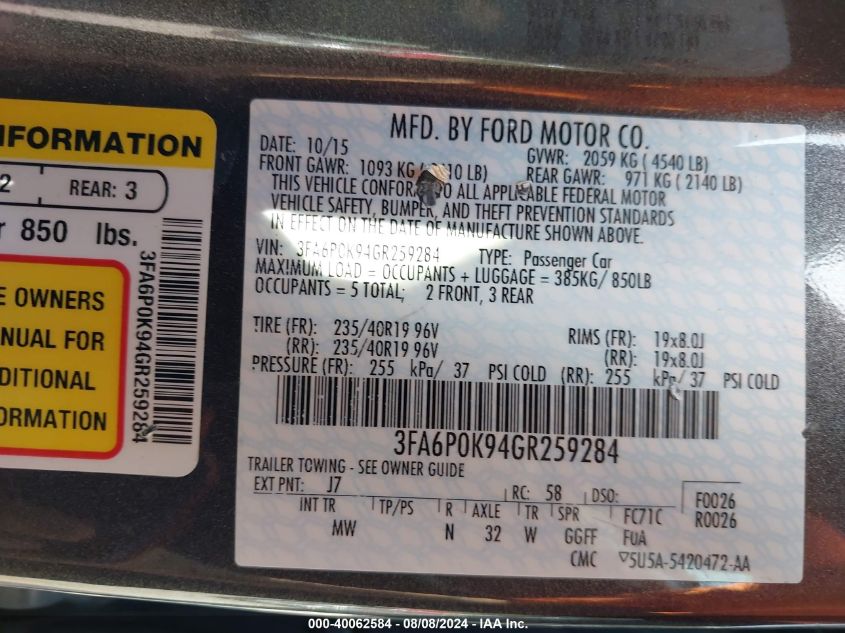 NFORMATION
2
REAR: 3
850 lbs.
E OWNERS
NUAL FOR
DITIONAL
FORMATION
3FA6P0K94GR259284
MFD. BY FORD MOTOR CO.
DATE: 10/15
GVWR: 2059 KG ( 4540 LB)
FRONT GAWR: 1093 KG ( 10 LB)
REAR GAWR: 971 KG ( 2140 LB)
THIS VEHICLE CONFOR TO ALL APPLICABLE FEDERAL MOTOR
VEHICLE SAFETY, BUMPER, AND THEFT PREVENTION STANDARDS
IN EFFECT ON THE DATE OF MANUFACTURE SHOWN ABOVE.
VIN: 3FA6P0K94GR259284 TYPE: Passenger Car
MAXIMUM LOAD = OCCUPANTS + LUGGAGE = 385KG/ 850LB
OCCUPANTS = 5 TOTAL; 2 FRONT, 3 REAR
TIRE (FR): 235/40R19 96V RIMS (FR): 19x8.0J
(RR): 235/40R19 96V (RR): 19x8.0J
PRESSURE (FR): 255 kPa/ 37 PSI COLD (RR): 255 kPa/ 37 PSI COLD
3FA6P0K94GR259284
TRAILER TOWING - SEE OWNER GUIDE
EXT PNT: J7 RC: 58 DSO: F0026
INT TR TP/PS R AXLE TR SPR FC71C R0026
MW N 32 W GGFF FUA
CMC 5U5A-5420472-AA
000-40062584 - 08/08/2024 - IAA Inc.